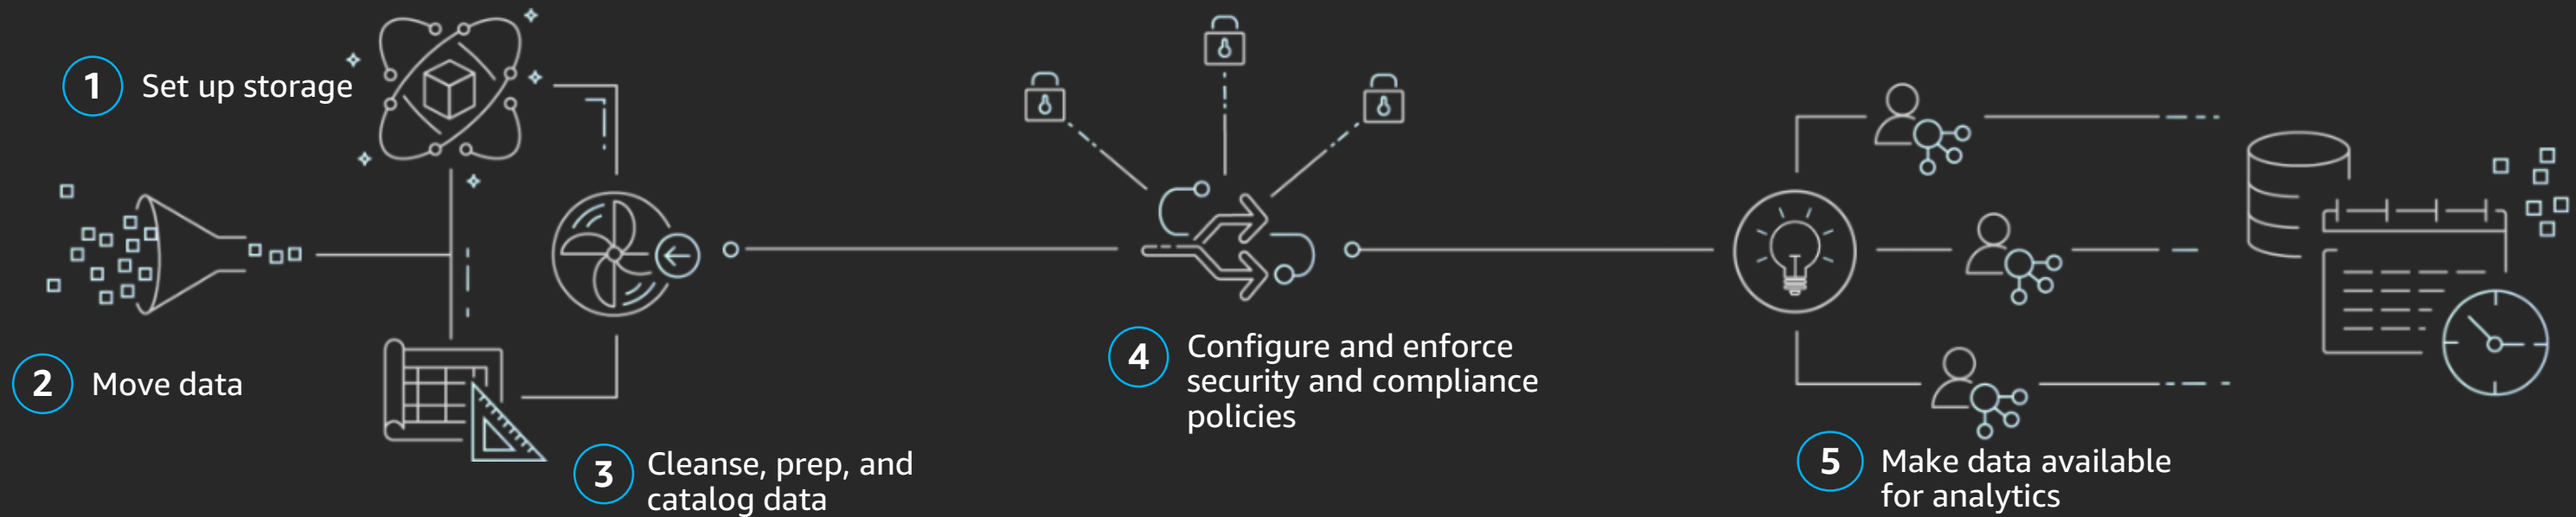 1 Set up storage
2 Move data
3 Cleanse, prep, and
catalog data
4 Configure and enforce
security and compliance
policies
5 Make data available
for analytics